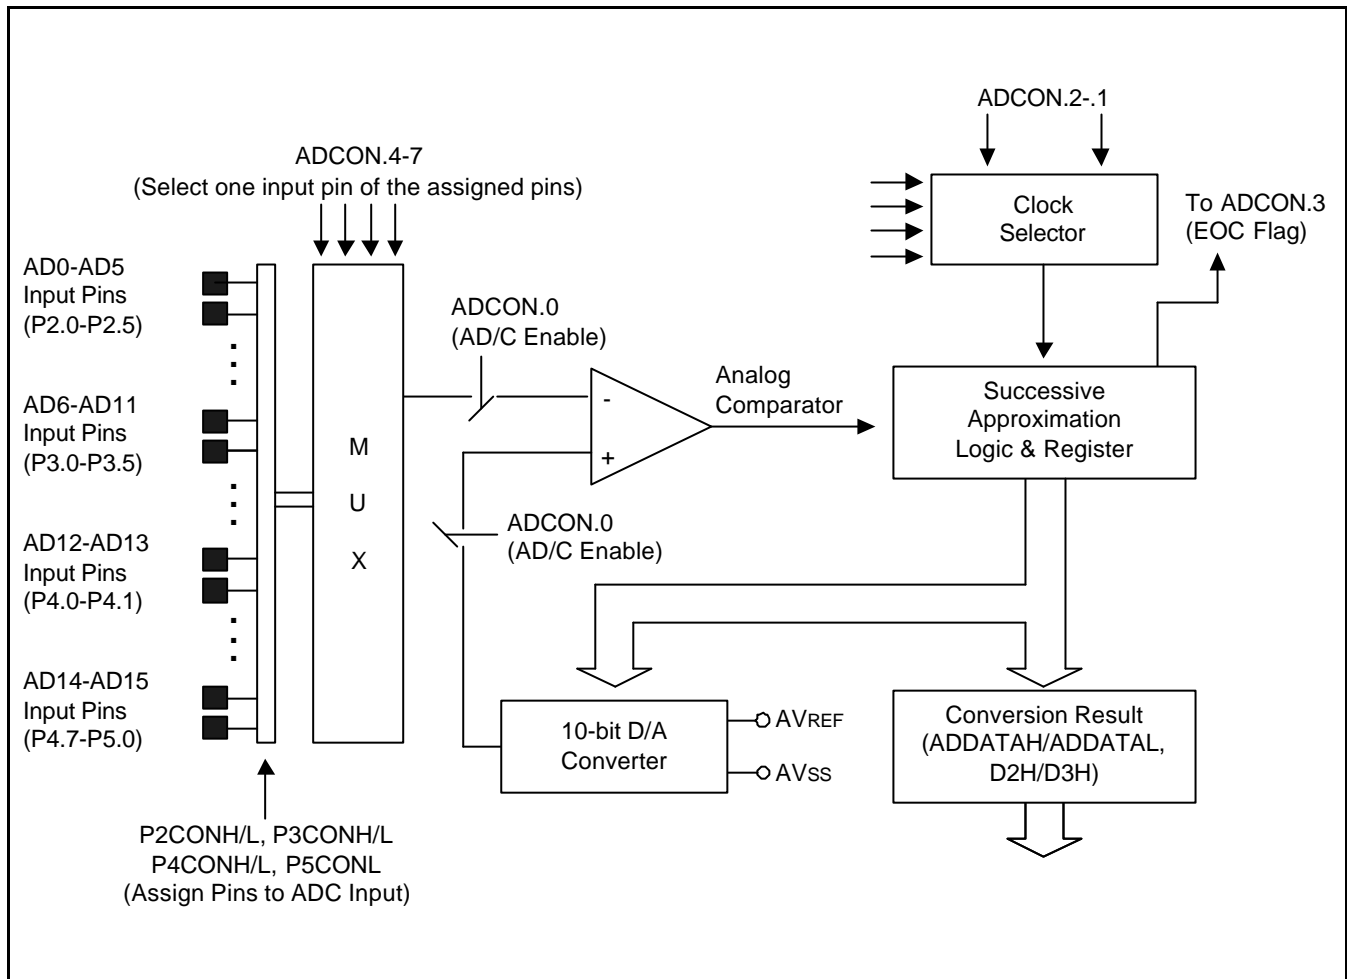 ADCON.2-.1
ADCON.4-7
(Select one input pin of the assigned pins)
Clock
Selector
To ADCON.3
(EOC Flag)
AD0-AD5
Input Pins
(P2.0-P2.5)
ADCON.0
(AD/C Enable)
Analog
Comparator
Successive
Approximation
Logic & Register
AD6-AD11
Input Pins
(P3.0-P3.5)
M
U
X
-
+
ADCON.0
(AD/C Enable)
AD12-AD13
Input Pins
(P4.0-P4.1)
AD14-AD15
Input Pins
(P4.7-P5.0)
10-bit D/A
Converter
AVREF
AVSS
Conversion Result
(ADDATAH/ADDATAL,
D2H/D3H)
P2CONH/L, P3CONH/L
P4CONH/L, P5CONL
(Assign Pins to ADC Input)